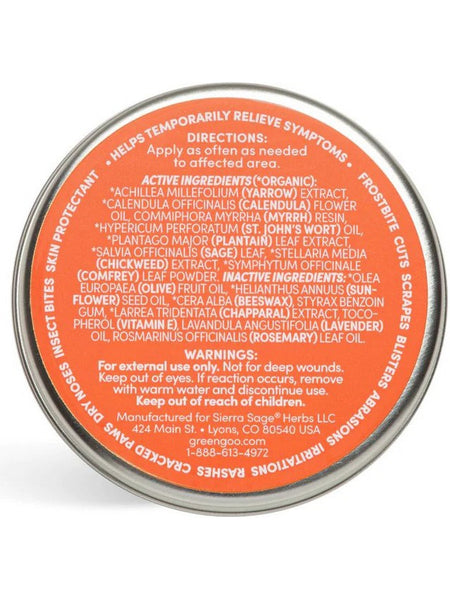 • HELPS TEMPORARILY RELIEVE SYMPTOMS •
FROSTBITE CUTS SCRAPES BLISTERS ABRASIONS IRRITATIONS RASHES CRACKED PAWS DRY NOSES INSECT BITES SKIN PROTECTANT
DIRECTIONS:
Apply as often as needed
to affected area.
ACTIVE INGREDIENTS (*ORGANIC):
*ACHILLEA MILLEFOLIUM (YARROW) EXTRACT,
*CALENDULA OFFICINALIS (CALENDULA) FLOWER
OIL, COMMIPHORA MYRRHA (MYRRH) RESIN,
*HYPERICUM PERFORATUM (ST. JOHN'S WORT) OIL,
*PLANTAGO MAJOR (PLANTAIN) LEAF EXTRACT,
*SALVIA OFFICINALIS (SAGE) LEAF, *STELLARIA MEDIA
(CHICKWEED) EXTRACT, *SYMPHYTUM OFFICINALE
(COMFREY) LEAF POWDER. INACTIVE INGREDIENTS: *OLEA
EUROPAEA (OLIVE) FRUIT OIL, *HELIANTHUS ANNUUS (SUN-
FLOWER) SEED OIL, *CERA ALBA (BEESWAX), STYRAX BENZOIN
GUM, *LARREA TRIDENTATA (CHAPPARAL) EXTRACT, TOCO-
PHEROL (VITAMIN E), LAVANDULA ANGUSTIFOLIA (LAVENDER)
OIL, ROSMARINUS OFFICINALIS (ROSEMARY) LEAF OIL.
WARNINGS:
For external use only. Not for deep wounds.
Keep out of eyes. If reaction occurs, remove
with warm water and discontinue use.
Keep out of reach of children.
Manufactured for Sierra Sage® Herbs LLC
424 Main St. • Lyons, CO 80540 USA
greengoo.com
1-888-613-4972